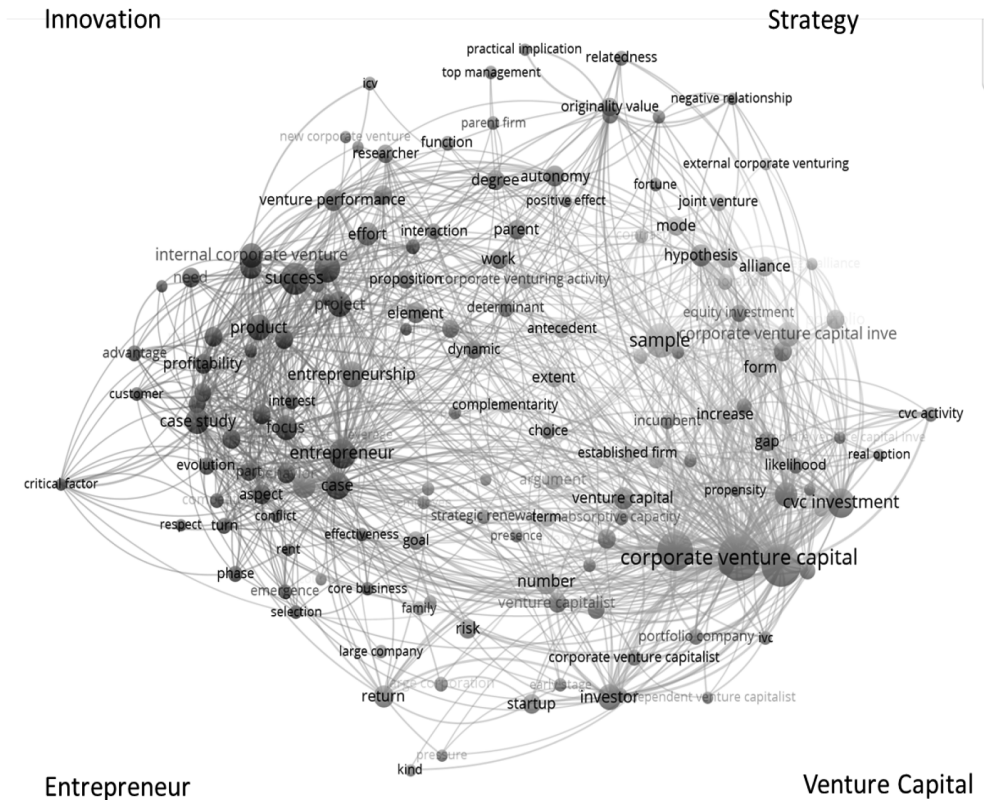 Innovation
Strategy
practical implication
relatedness
top management
icv
negative relationship
originality value
parent firm
new corporate venture
function
researcher
external corporate venturing
degree
autonomy
fortune
venture performance
positive effect
joint venture
mode
effort
interaction
parent
internal corporate venture
hypothesis
work
alliance
alliance
need
success
proposition
corporate venturing activity
project
element
determinant
equity investment
product
antecedent
sample
corporate venture capital inve
advantage
dynamic
profitability
form
entrepreneurship
extent
customer
interest
complementarity
case study
focus
choice
incumbent
increase
cvc activity
gap
entrepreneur
established firm
real option
evolution
part
likelihood
critical factor
case
argument
aspect
venture capital
propensity
cvc investment
conflict
strategic renewa
term
absorptive capacity
respect
turn
effectiveness
goal
presence
rent
corporate venture capital
phase
number
emergence
core business
venture capitalist
selection
family
risk
portfolio company
ivc
large company
corporate venture capitalist
return
startup
investor
ependent venture capitalist
pressure
kind
Entrepreneur
Venture Capital